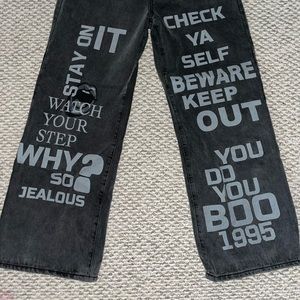 STAY ON
IT
WATCH
YOUR
STEP
WHY?
SO
JEALOUS
CHECK
YA
SELF
BEWARE
KEEP
OUT
YOU
DO
YOU
BOO
1995